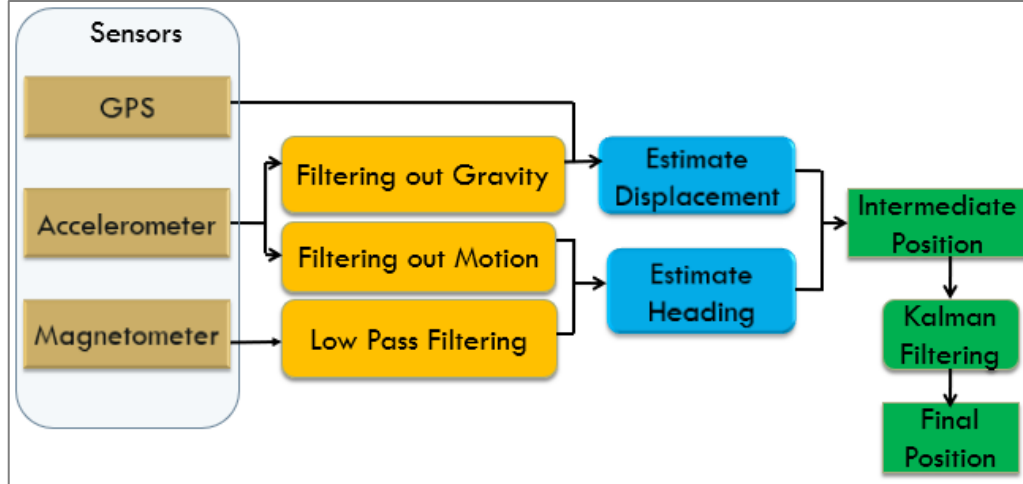 Sensors
GPS
Accelerometer
Magnetometer
Filtering out Gravity
Filtering out Motion
Low Pass Filtering
Estimate
Displacement
Estimate
Heading
Intermediate
Position
Kalman
Filtering
Final
Position